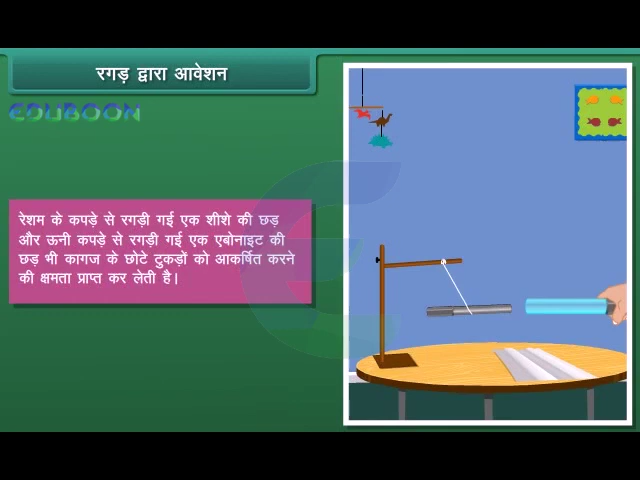 रगड़ द्वारा आवेशन
EDUBOON
रेशम के कपड़े से रगड़ी गई एक शीशे की छड़
और ऊनी कपड़े से रगड़ी गई एक एबोनाइट की
छड़ भी कागज के छोटे टुकड़ों को आकर्षित करने
की क्षमता प्राप्त कर लेती है।